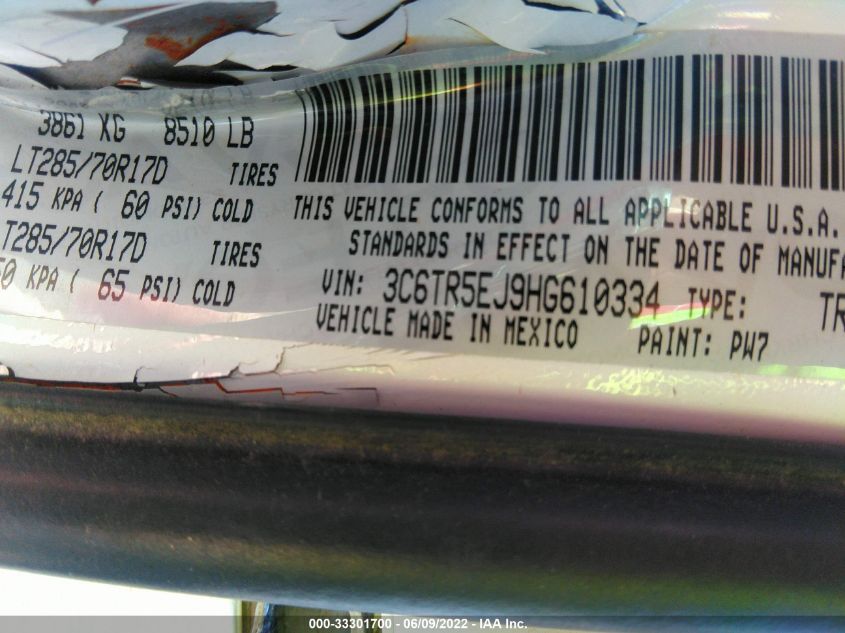 3861 KG 8510 LB
LT285/70R17D TIRES
415 KPA ( 60 PSI) COLD
T285/70R17D TIRES
0 KPA ( 65 PSI) COLD
THIS VEHICLE CONFORMS TO ALL APPLICABLE U.S.A.
STANDARDS IN EFFECT ON THE DATE OF MANUFA
VIN: 3C6TR5EJ9HG610334 TYPE: TR
VEHICLE MADE IN MEXICO PAINT: PW7
000-33301700 - 06/09/2022 - IAA Inc.